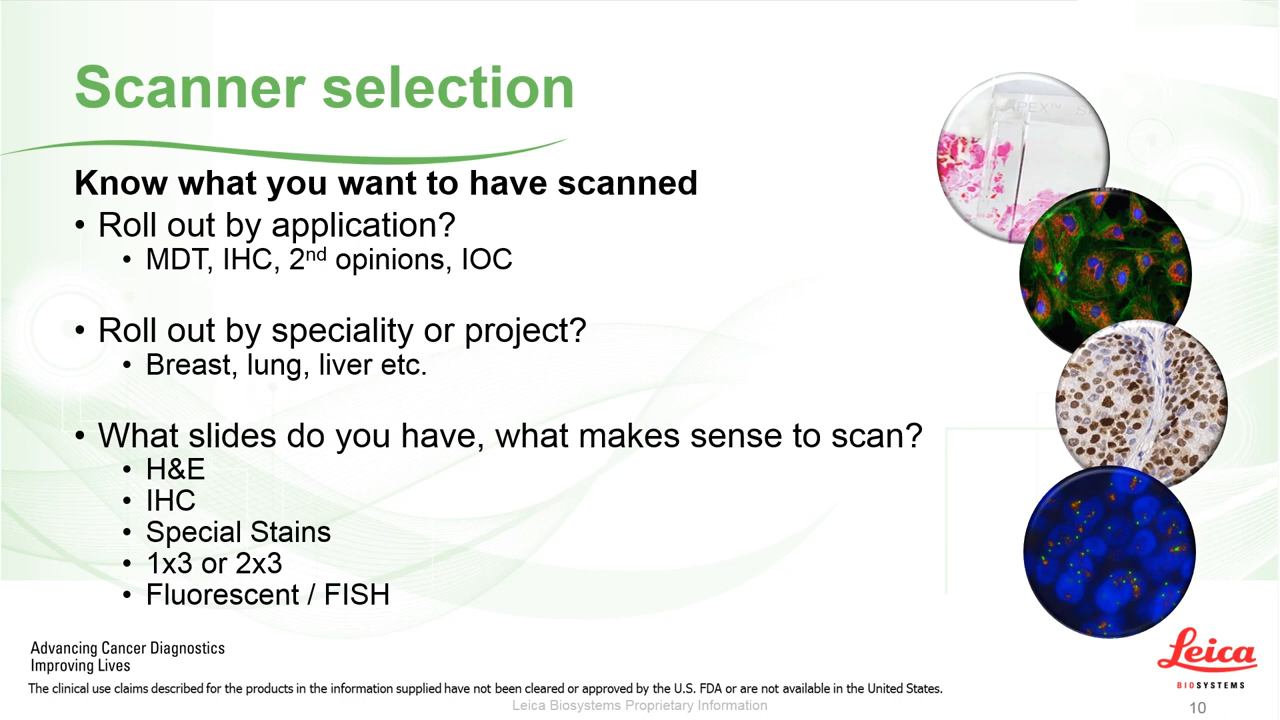 Scanner selection
Know what you want to have scanned
• Roll out by application?
• MDT, IHC, 2nd opinions, IOC
• Roll out by speciality or project?
• Breast, lung, liver etc.
• What slides do you have, what makes sense to scan?
• H&E
• IHC
• Special Stains
• 1x3 or 2x3
• Fluorescent / FISH
APEX™ S
Advancing Cancer Diagnostics
Improving Lives
Leica
BIOSYSTEMS
The clinical use claims described for the products in the information supplied have not been cleared or approved by the U.S. FDA or are not available in the United States.
Leica Biosystems Proprietary Information
10